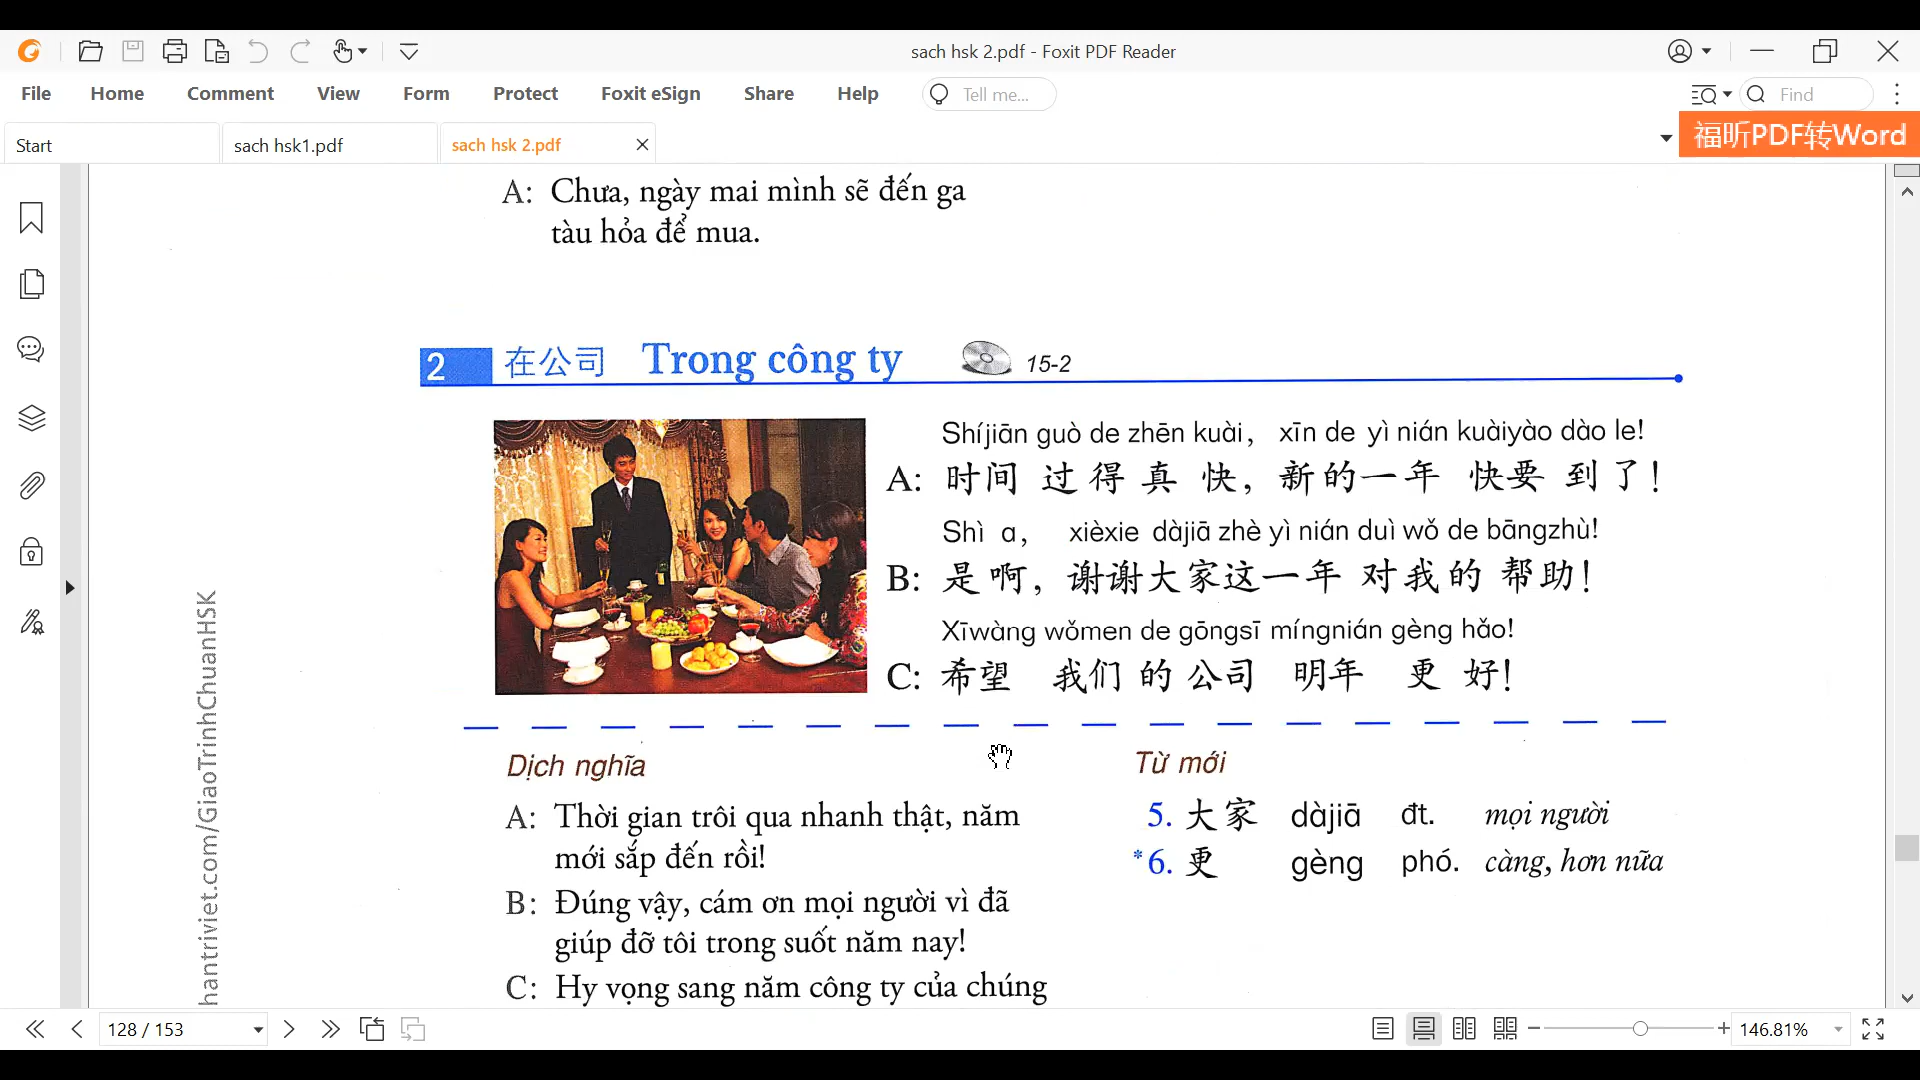 sach hsk 2.pdf - Foxit PDF Reader
File Home Comment View Form Protect Foxit eSign Share Help Tell me... Find
Start sach hsk1.pdf sach hsk 2.pdf 福昕PDF转Word
A: Chưa, ngày mai mình sẽ đến ga
tàu hỏa để mua.
2 在公司 Trong công ty 15-2
Shíjiān guò de zhēn kuài, xīn de yì nián kuàiyào dào le!
A: 时间 过 得 真 快, 新 的 一 年 快要 到 了!
Shì a, xièxie dàjiā zhè yì nián duì wǒ de bāngzhù!
B: 是 啊, 谢谢大家这一年 对我的 帮助!
Xīwàng wǒmen de gōngsī míngnián gèng hǎo!
C: 希望 我们 的 公司 明年 更 好!
Dịch nghĩa
A: Thời gian trôi qua nhanh thật, năm
mới sắp đến rồi!
B: Đúng vậy, cám ơn mọi người vì đã
giúp đỡ tôi trong suốt năm nay!
C: Hy vọng sang năm công ty của chúng
Từ mới
5. 大家 dàjiā đt. mọi người
*6. 更 gèng phó. càng, hơn nữa
hantriviet.com/GiaoTrinhChuanHSK
128 / 153 146.81%